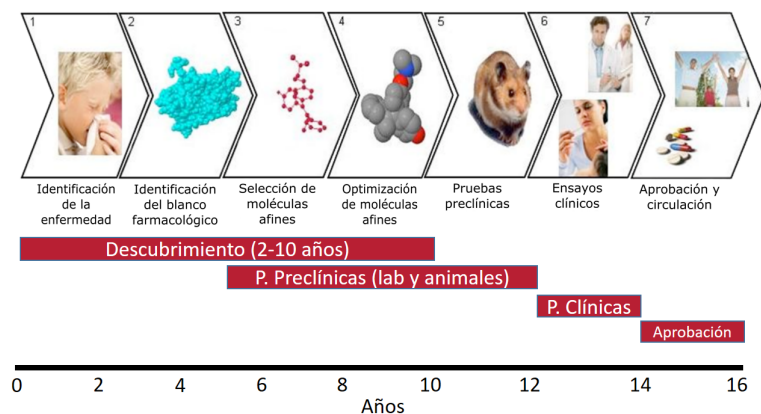 1
2
3
4
5
6
7
Identificación
de la
enfermedad
Identificación
del blanco
farmacológico
Selección de
moléculas
afines
Optimización
de moléculas
afines
Pruebas
preclínicas
Ensayos
clínicos
Aprobación y
circulación
Descubrimiento (2-10 años)
P. Preclínicas (lab y animales)
P. Clínicas
Aprobación
0 2 4 6 8 10 12 14 16
Años